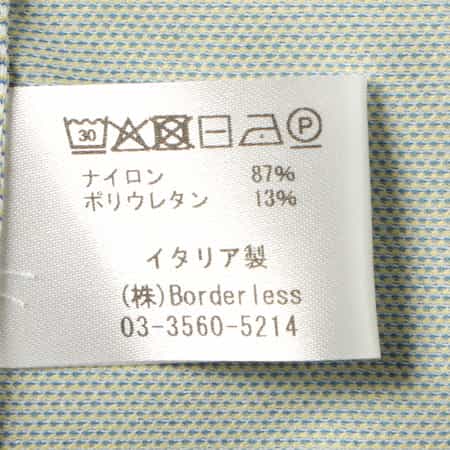 30 P
ナイロン 87%
ポリウレタン 13%
イタリア製
(株)Borderless
03-3560-5214